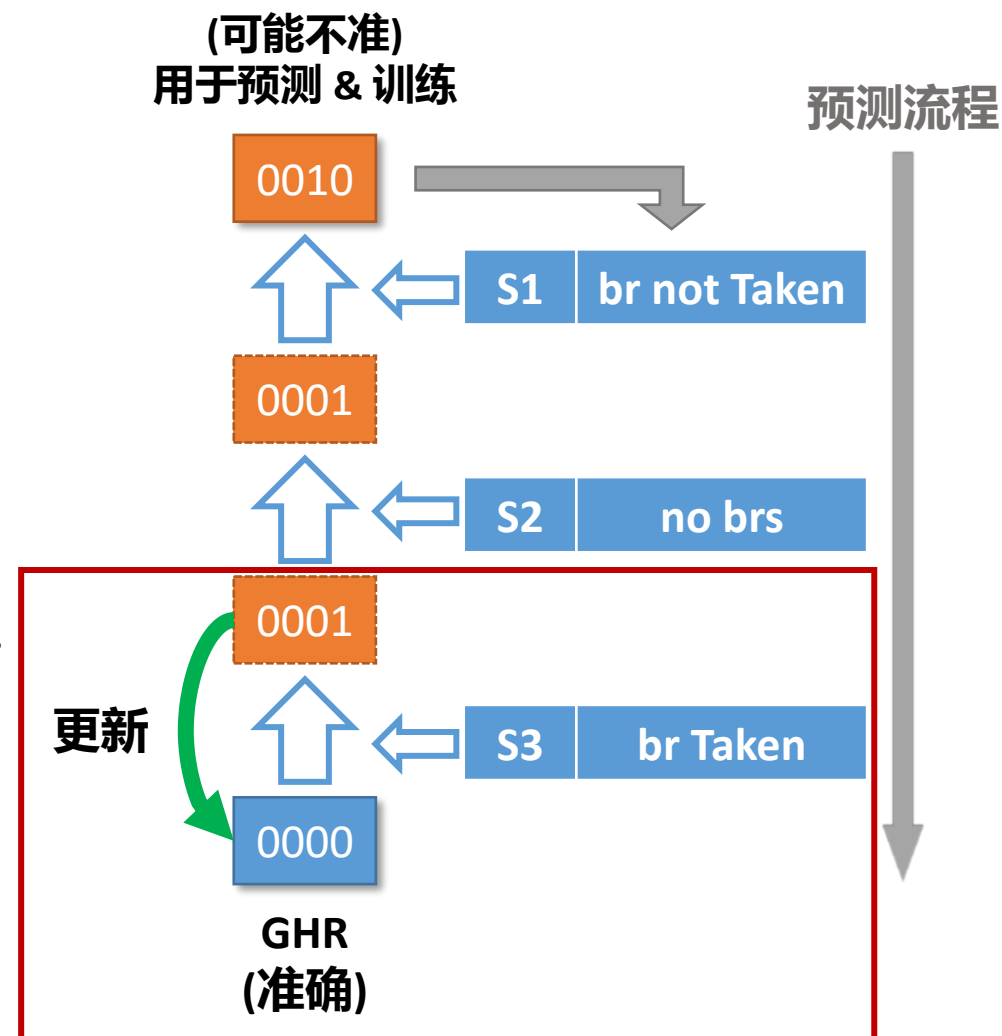 (可能不准)
用于预测 & 训练
预测流程
0010
S1 br not Taken
0001
S2 no brs
0001
更新
S3 br Taken
0000
GHR
(准确)